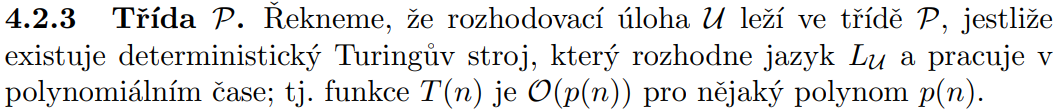 4.2.3 Třída 𝒫. Řekneme, že rozhodovací úloha 𝒰 leží ve třídě 𝒫, jestliže
existuje deterministický Turingův stroj, který rozhodne jazyk L_𝒰 a pracuje v
polynomiálním čase; tj. funkce T(n) je 𝒪(p(n)) pro nějaký polynom p(n).